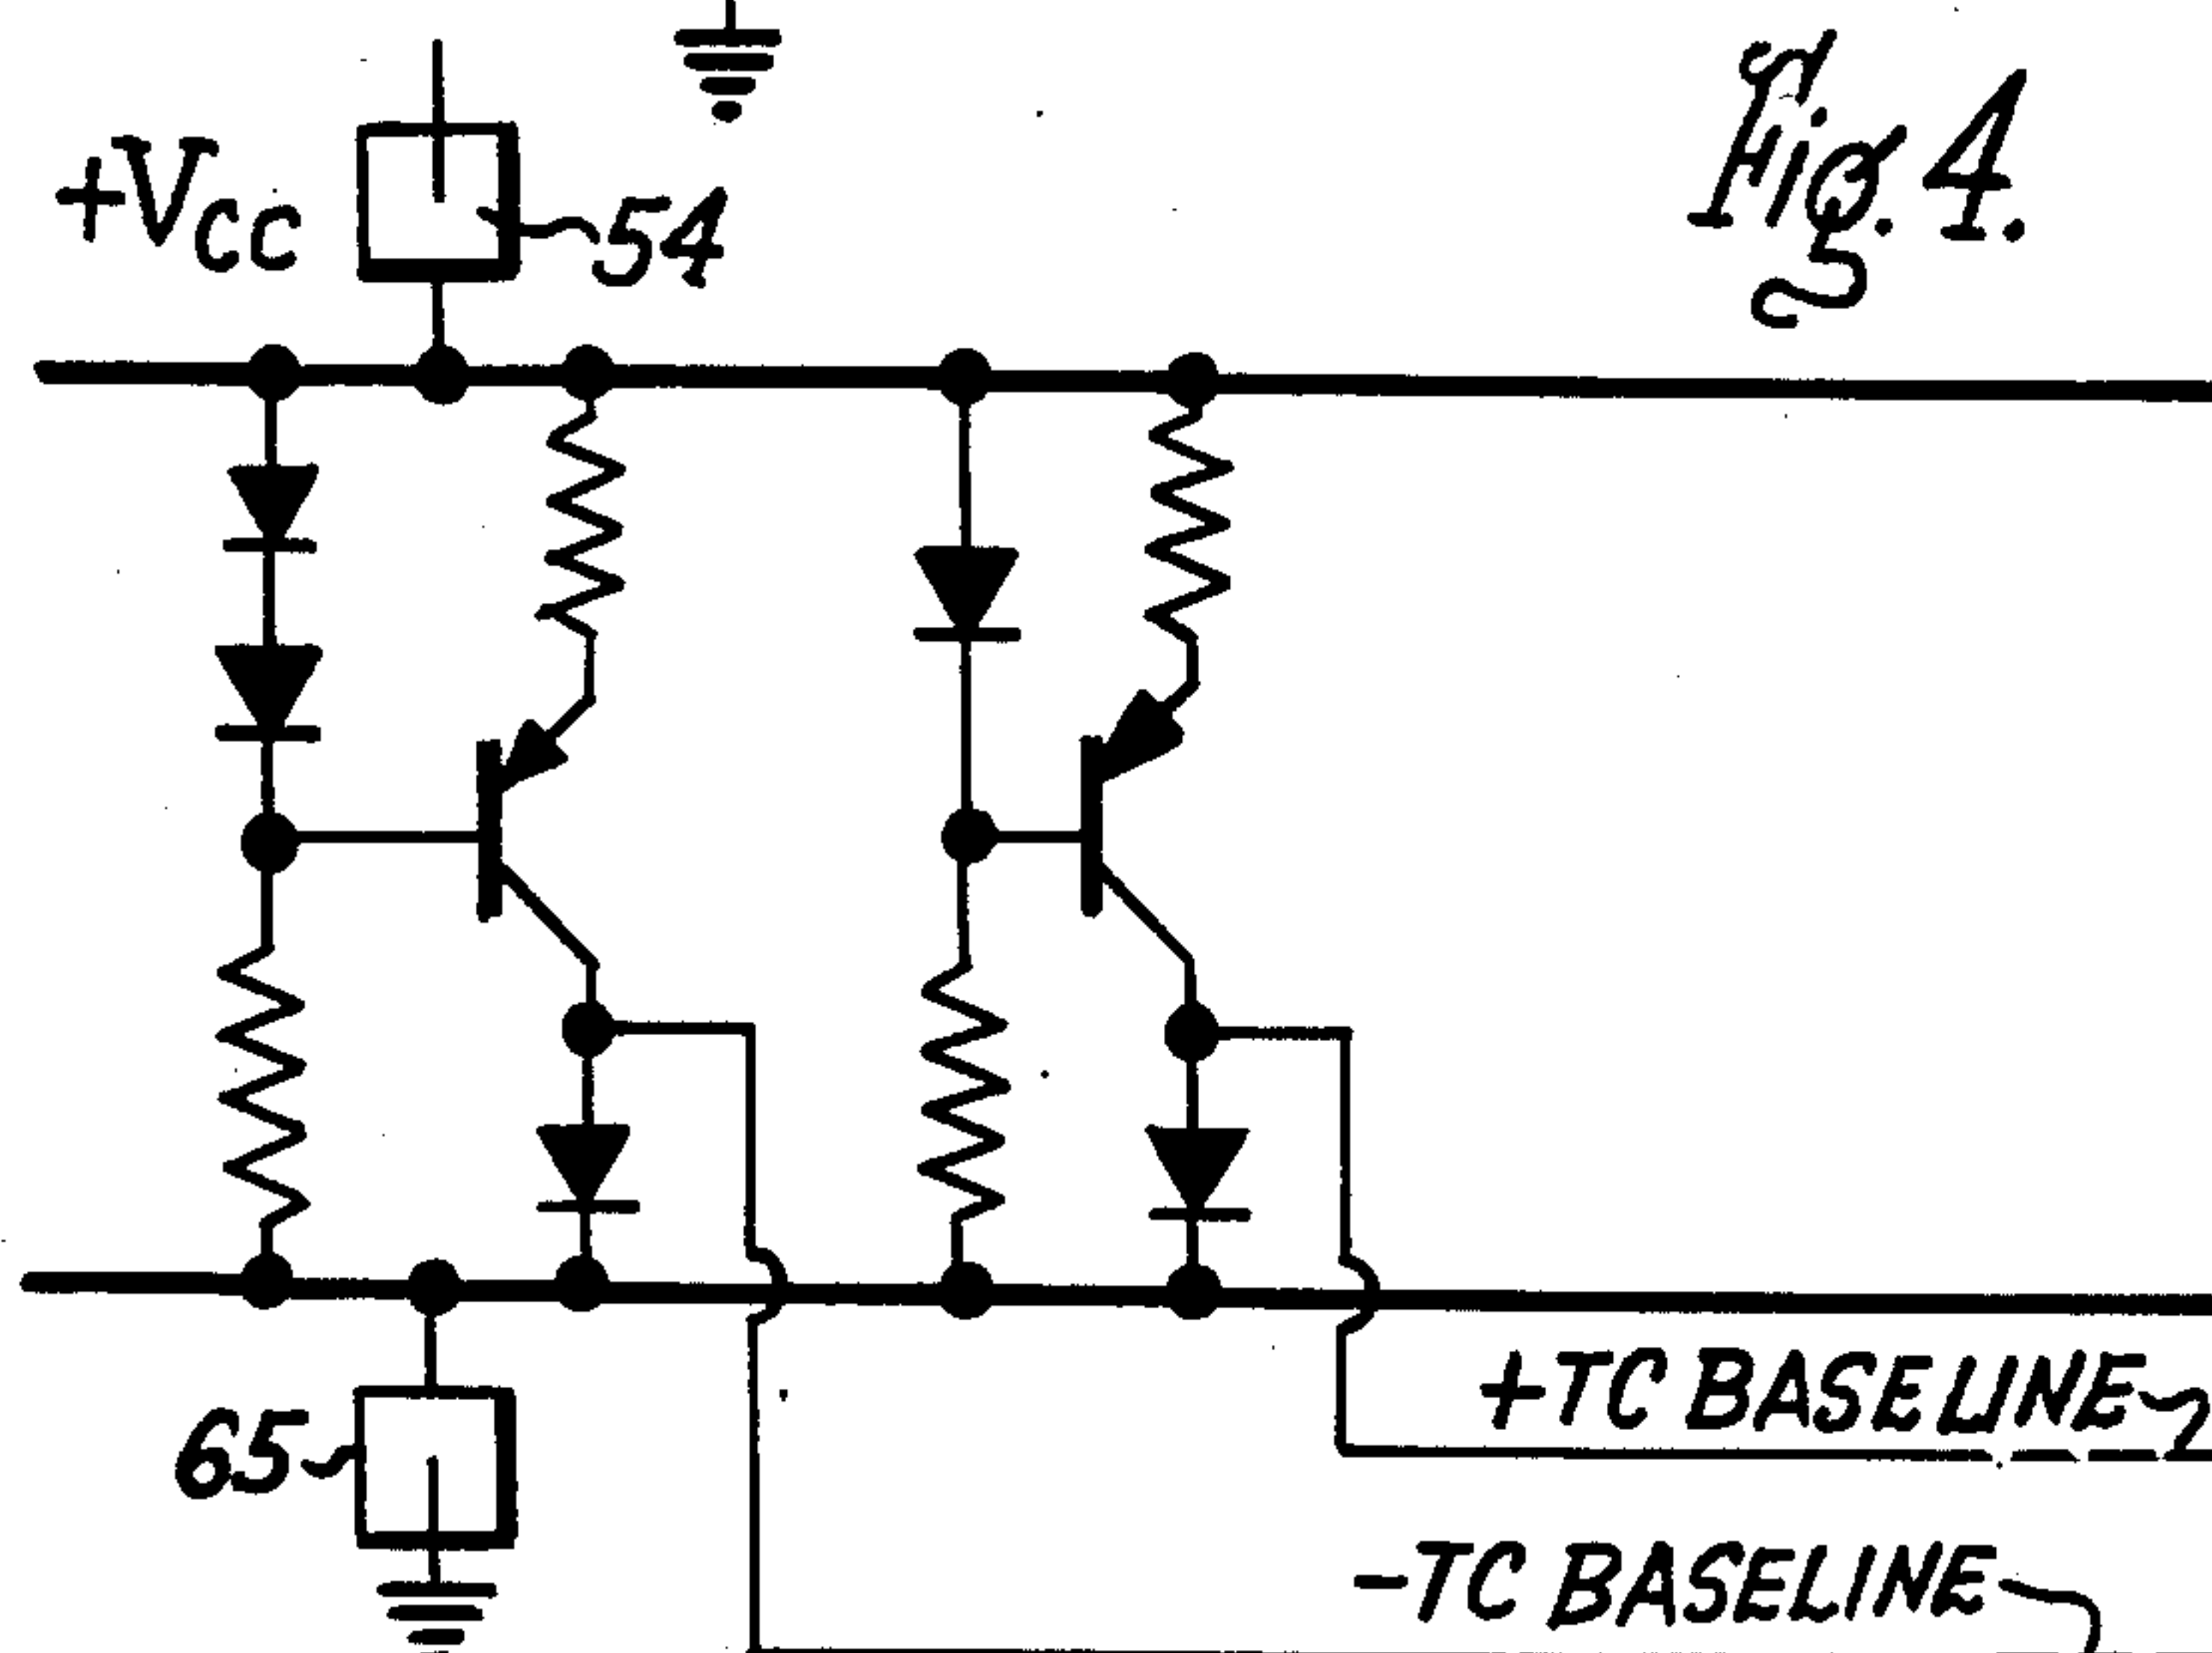 Fig. 4.
+VCC
54
+TC BASELINE
65
-TC BASELINE